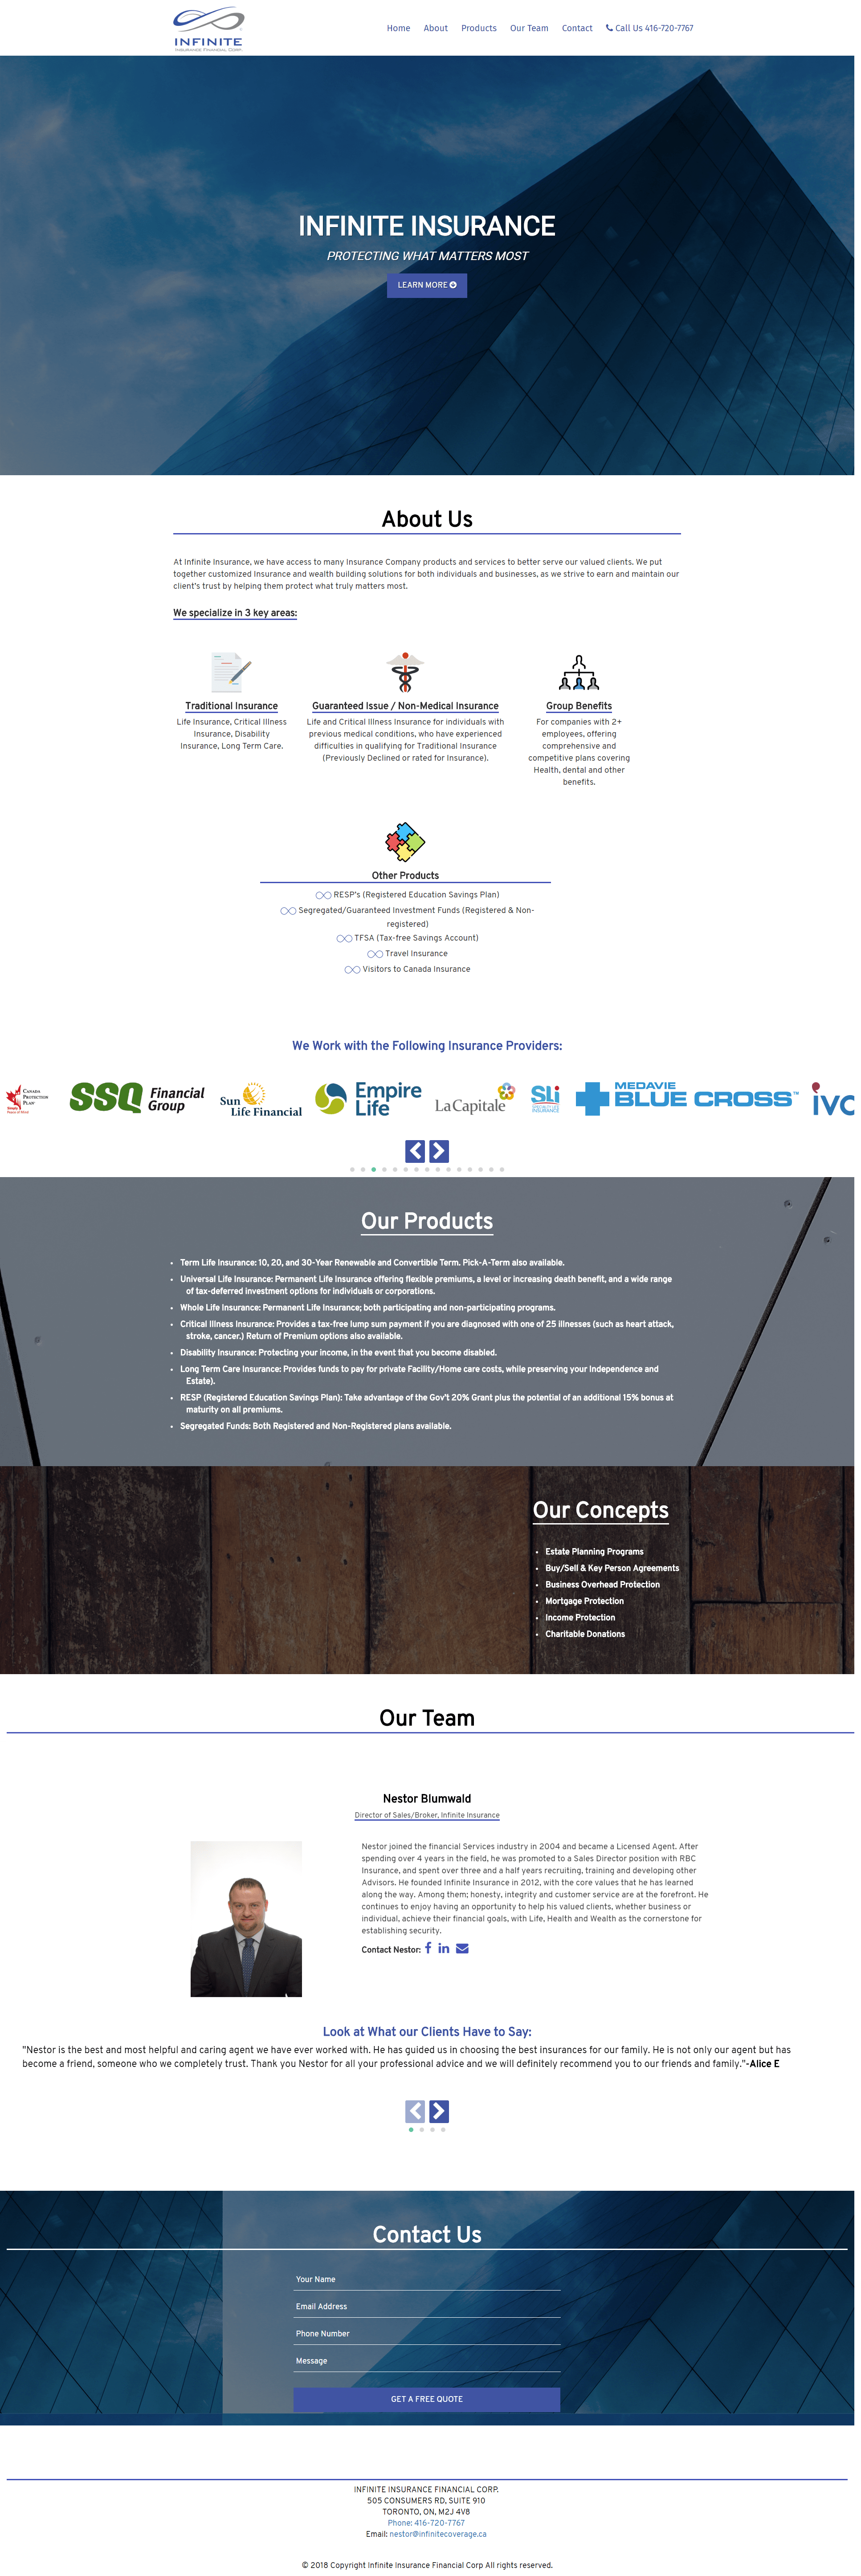 INFINITE
INSURANCE FINANCIAL CORP.
Home About Products Our Team Contact Call Us 416-720-7767
INFINITE INSURANCE
PROTECTING WHAT MATTERS MOST
LEARN MORE
About Us
At Infinite Insurance, we have access to many Insurance Company products and services to better serve our valued clients. We put
together customized Insurance and wealth building solutions for both individuals and businesses, as we strive to earn and maintain our
client's trust by helping them protect what truly matters most.
We specialize in 3 key areas:
Traditional Insurance
Life Insurance, Critical Illness
Insurance, Disability
Insurance, Long Term Care.
Guaranteed Issue / Non-Medical Insurance
Life and Critical Illness Insurance for individuals with
previous medical conditions, who have experienced
difficulties in qualifying for Traditional Insurance
(Previously Declined or rated for Insurance).
Group Benefits
For companies with 2+
employees, offering
comprehensive and
competitive plans covering
Health, dental and other
benefits.
Other Products
RESP's (Registered Education Savings Plan)
Segregated/Guaranteed Investment Funds (Registered & Non-
registered)
TFSA (Tax-free Savings Account)
Travel Insurance
Visitors to Canada Insurance
We Work with the Following Insurance Providers:
CANADA
PROTECTION
PLAN
Simply
Peace of Mind
SSQ Financial
Group
Sun
Life Financial
Empire
Life
La Capitale
SLi
INSURANCE
MEDAVIE
BLUE CROSS™
ivc
Our Products
• Term Life Insurance: 10, 20, and 30-Year Renewable and Convertible Term. Pick-A-Term also available.
• Universal Life Insurance: Permanent Life Insurance offering flexible premiums, a level or increasing death benefit, and a wide range
of tax-deferred investment options for individuals or corporations.
• Whole Life Insurance: Permanent Life Insurance; both participating and non-participating programs.
• Critical Illness Insurance: Provides a tax-free lump sum payment if you are diagnosed with one of 25 illnesses (such as heart attack,
stroke, cancer.) Return of Premium options also available.
• Disability Insurance: Protecting your income, in the event that you become disabled.
• Long Term Care Insurance: Provides funds to pay for private Facility/Home care costs, while preserving your Independence and
Estate).
• RESP (Registered Education Savings Plan): Take advantage of the Gov't 20% Grant plus the potential of an additional 15% bonus at
maturity on all premiums.
• Segregated Funds: Both Registered and Non-Registered plans available.
Our Concepts
• Estate Planning Programs
• Buy/Sell & Key Person Agreements
• Business Overhead Protection
• Mortgage Protection
• Income Protection
• Charitable Donations
Our Team
Nestor Blumwald
Director of Sales/Broker, Infinite Insurance
Nestor joined the financial Services industry in 2004 and became a Licensed Agent. After
spending over 4 years in the field, he was promoted to a Sales Director position with RBC
Insurance, and spent over three and a half years recruiting, training and developing other
Advisors. He founded Infinite Insurance in 2012, with the core values that he has learned
along the way. Among them; honesty, integrity and customer service are at the forefront. He
continues to enjoy having an opportunity to help his valued clients, whether business or
individual, achieve their financial goals, with Life, Health and Wealth as the cornerstone for
establishing security.
Contact Nestor:
Look at What our Clients Have to Say:
"Nestor is the best and most helpful and caring agent we have ever worked with. He has guided us in choosing the best insurances for our family. He is not only our agent but has
become a friend, someone who we completely trust. Thank you Nestor for all your professional advice and we will definitely recommend you to our friends and family."-Alice E
Contact Us
Your Name
Email Address
Phone Number
Message
GET A FREE QUOTE
INFINITE INSURANCE FINANCIAL CORP.
505 CONSUMERS RD, SUITE 910
TORONTO, ON, M2J 4V8
Phone: 416-720-7767
Email: nestor@infinitecoverage.ca
© 2018 Copyright Infinite Insurance Financial Corp All rights reserved.